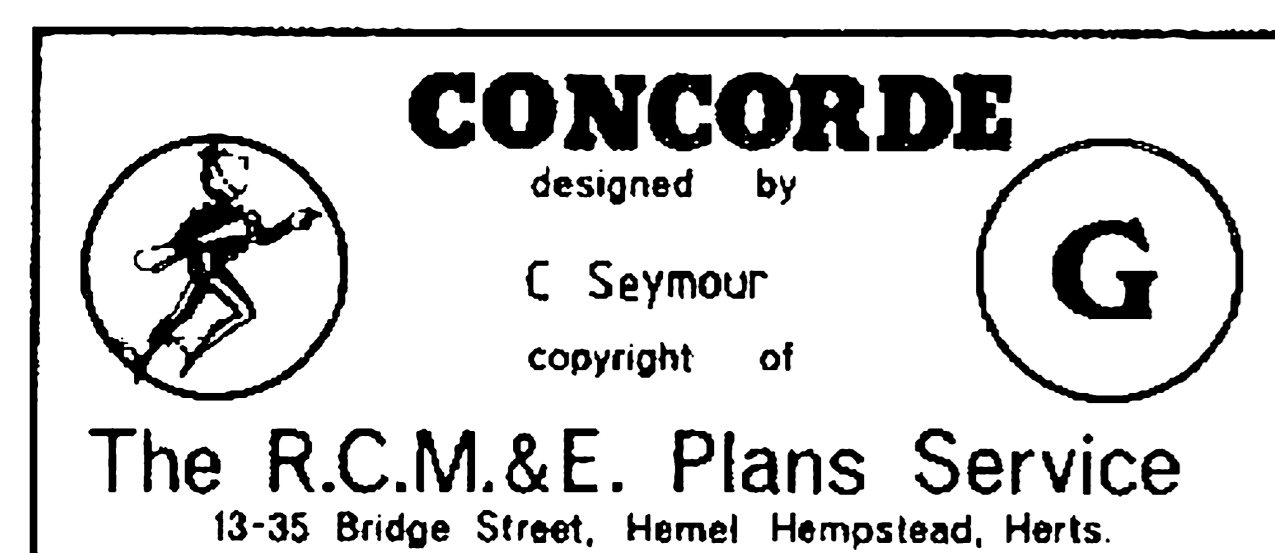 CONCORDE
designed by
C Seymour
G
copyright of
The R.C.M.&E. Plans Service
13-35 Bridge Street, Hemel Hempstead, Herts.